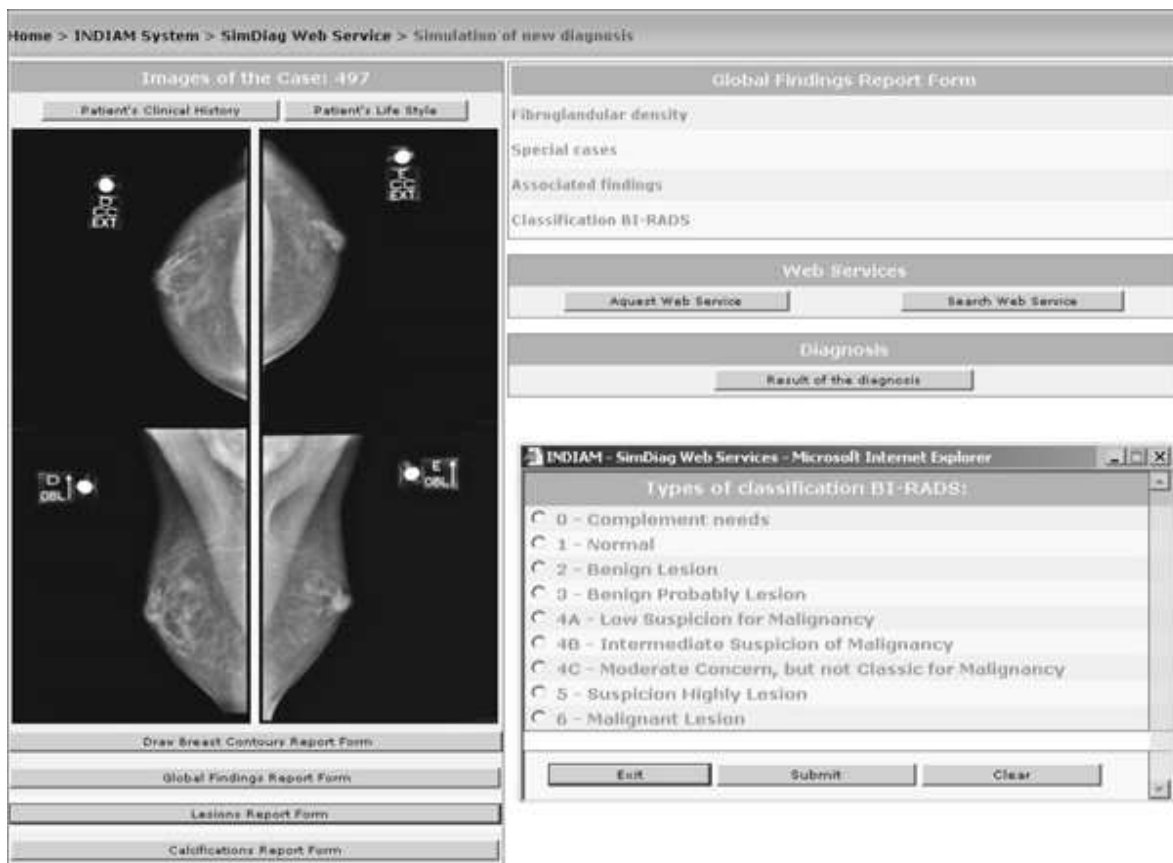 Home > INDIAM System > SimDiag Web Service > Simulation of new diagnosis
Images of the Case: 497
Patient's Clinical History
Patient's Life Style
D
CC
EXT
E
CC
EXT
D
OBL
E
OBL
Draw Breast Contours Report Form
Global Findings Report Form
Lesions Report Form
Calcifications Report Form
Global Findings Report Form
Fibroglandular density
Special cases
Associated findings
Classification BI-RADS
Web Services
Aquest Web Service
Search Web Service
Diagnosis
Result of the diagnosis
INDIAM - SimDiag Web Services - Microsoft Internet Explorer
Types of classification BI-RADS:
0 - Complement needs
1 - Normal
2 - Benign Lesion
3 - Benign Probably Lesion
4A - Low Suspicion for Malignancy
4B - Intermediate Suspicion of Malignancy
4C - Moderate Concern, but not Classic for Malignancy
5 - Suspicion Highly Lesion
6 - Malignant Lesion
Exit
Submit
Clear